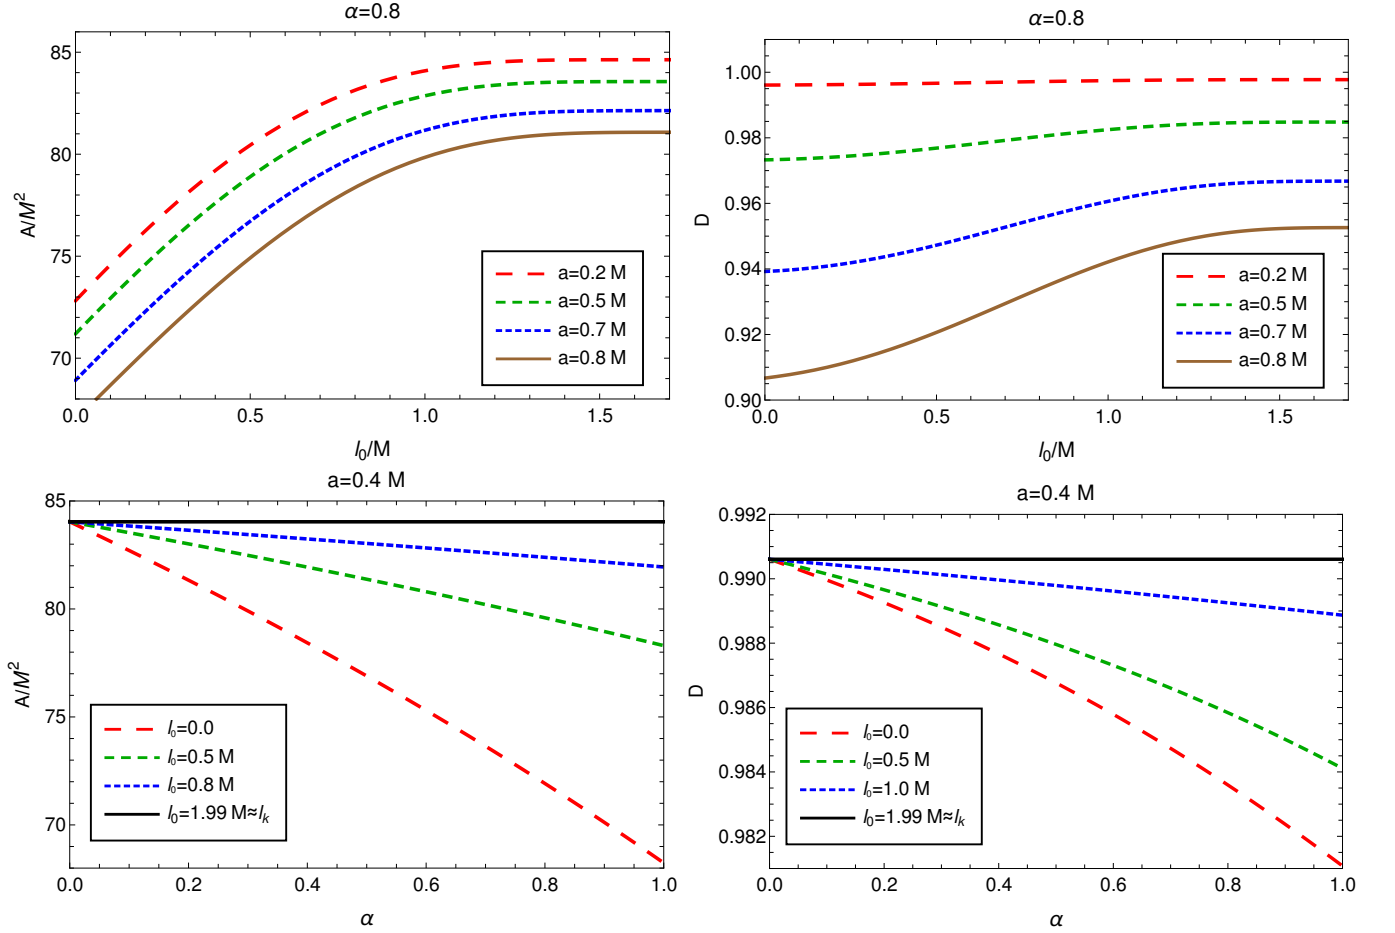 α=0.8
85
80
75
70
A/M²
0.0 0.5 1.0 1.5
l₀/M
a=0.2 M
a=0.5 M
a=0.7 M
a=0.8 M
α=0.8
1.00
0.98
0.96
0.94
0.92
0.90
D
0.0 0.5 1.0 1.5
l₀/M
a=0.2 M
a=0.5 M
a=0.7 M
a=0.8 M
a=0.4 M
85
80
75
70
A/M²
0.0 0.2 0.4 0.6 0.8 1.0
α
l₀=0.0
l₀=0.5 M
l₀=0.8 M
l₀=1.99 M≈lₖ
a=0.4 M
0.992
0.990
0.988
0.986
0.984
0.982
D
0.0 0.2 0.4 0.6 0.8 1.0
α
l₀=0.0
l₀=0.5 M
l₀=1.0 M
l₀=1.99 M≈lₖ